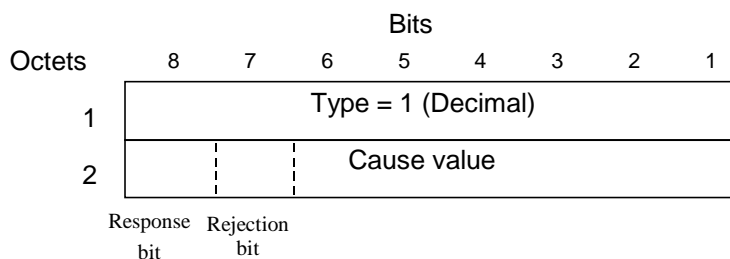 Bits
Octets 8 7 6 5 4 3 2 1
1 Type = 1 (Decimal)
2 Cause value
Response bit
Rejection bit